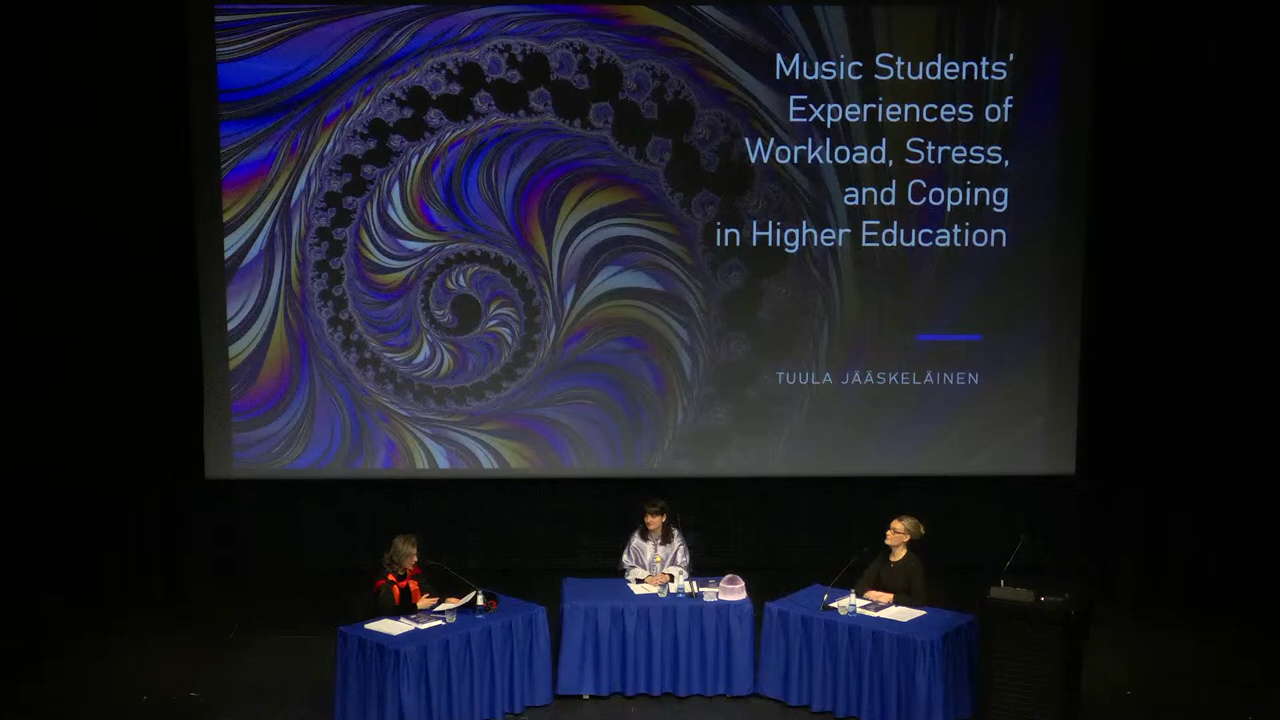 Music Students’
Experiences of
Workload, Stress,
and Coping
in Higher Education
TUULA JÄÄSKELÄINEN